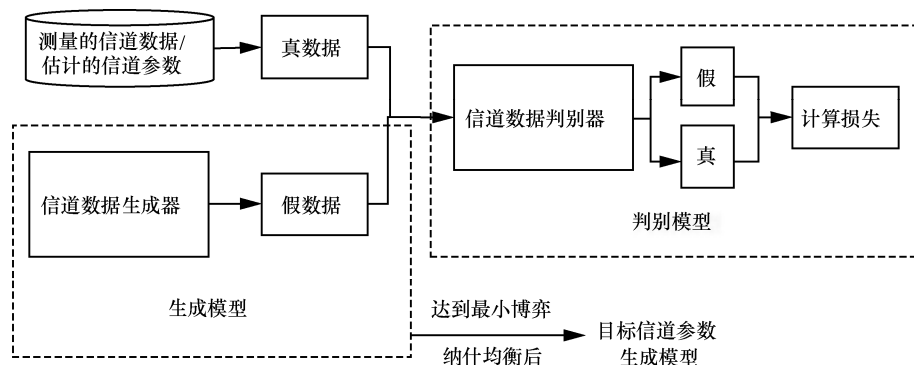 测量的信道数据/
估计的信道参数
真数据
信道数据判别器
假
真
计算损失
判别模型
信道数据生成器
假数据
生成模型
达到最小博弈
纳什均衡后
目标信道参数
生成模型